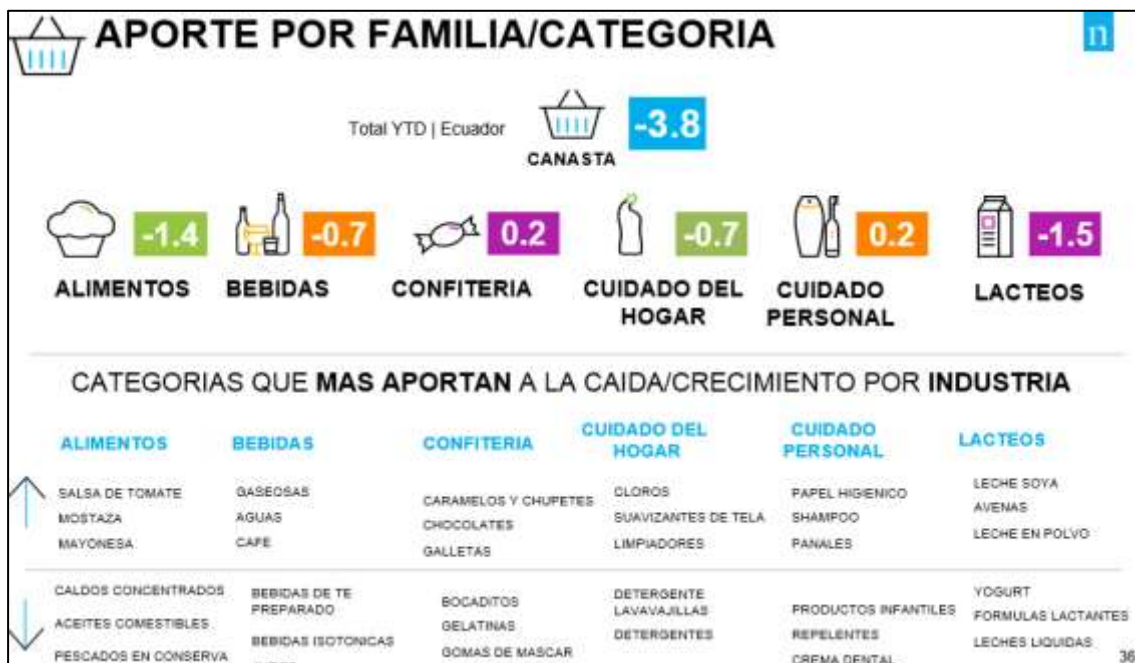 APORTE POR FAMILIA/CATEGORIA
n
Total YTD | Ecuador
CANASTA
-3.8
-1.4
-0.7
0.2
-0.7
0.2
-1.5
ALIMENTOS
BEBIDAS
CONFITERIA
CUIDADO DEL
HOGAR
CUIDADO
PERSONAL
LACTEOS
CATEGORIAS QUE MAS APORTAN A LA CAIDA/CRECIMIENTO POR INDUSTRIA
ALIMENTOS
SALSA DE TOMATE
MOSTAZA
MAYONESA
BEBIDAS
GASEOSAS
AGUAS
CAFE
CONFITERIA
CARAMELOS Y CHUPETES
CHOCOLATES
GALLETAS
CUIDADO DEL
HOGAR
CLOROS
SUAVIZANTES DE TELA
LIMPIADORES
CUIDADO
PERSONAL
PAPEL HIGIENICO
SHAMPOO
PANALES
LACTEOS
LECHE SOYA
AVENAS
LECHE EN POLVO
CALDOS CONCENTRADOS
ACEITES COMESTIBLES
PESCADOS EN CONSERVA
BEBIDAS DE TE
PREPARADO
BEBIDAS ISOTONICAS
BOCADITOS
GELATINAS
GOMAS DE MASCAR
DETERGENTE
LAVAVAJILLAS
DETERGENTES
PRODUCTOS INFANTILES
REPELENTES
CREMA DENTAL
YOGURT
FORMULAS LACTANTES
LECHES LIQUIDAS
36